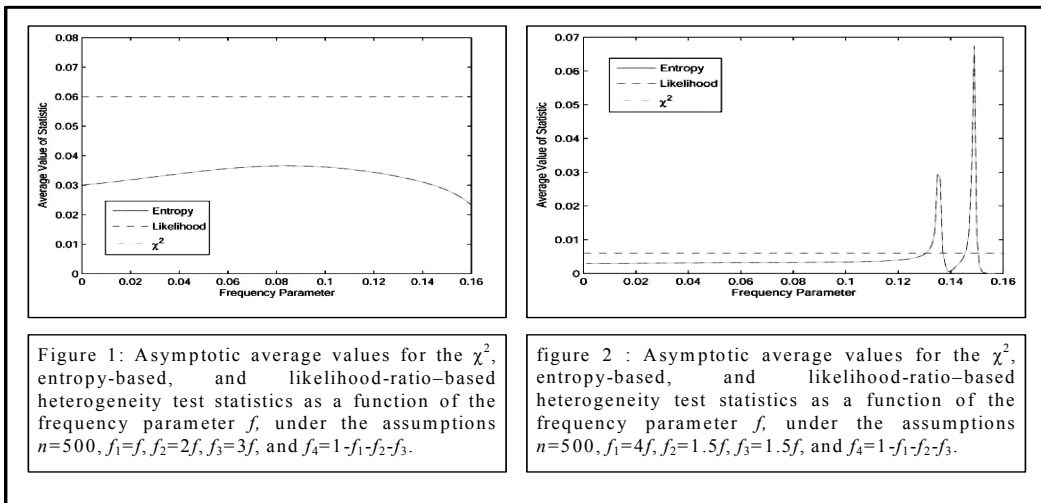 0.08
0.07
0.06
0.05
0.04
0.03
0.02
0.01
0
Average Value of Statistic
Entropy
Likelihood
χ²
0 0.02 0.04 0.06 0.08 0.1 0.12 0.14 0.16
Frequency Parameter
Figure 1: Asymptotic average values for the χ²,
entropy-based, and likelihood-ratio–based
heterogeneity test statistics as a function of the
frequency parameter f, under the assumptions
n=500, f₁=f, f₂=2f, f₃=3f, and f₄=1-f₁-f₂-f₃.
0.07
0.06
0.05
0.04
0.03
0.02
0.01
0
Average Value of Statistic
Entropy
Likelihood
χ²
0 0.02 0.04 0.06 0.08 0.1 0.12 0.14 0.16
Frequency Parameter
figure 2 : Asymptotic average values for the χ²,
entropy-based, and likelihood-ratio–based
heterogeneity test statistics as a function of the
frequency parameter f, under the assumptions
n=500, f₁=4f, f₂=1.5f, f₃=1.5f, and f₄=1-f₁-f₂-f₃.